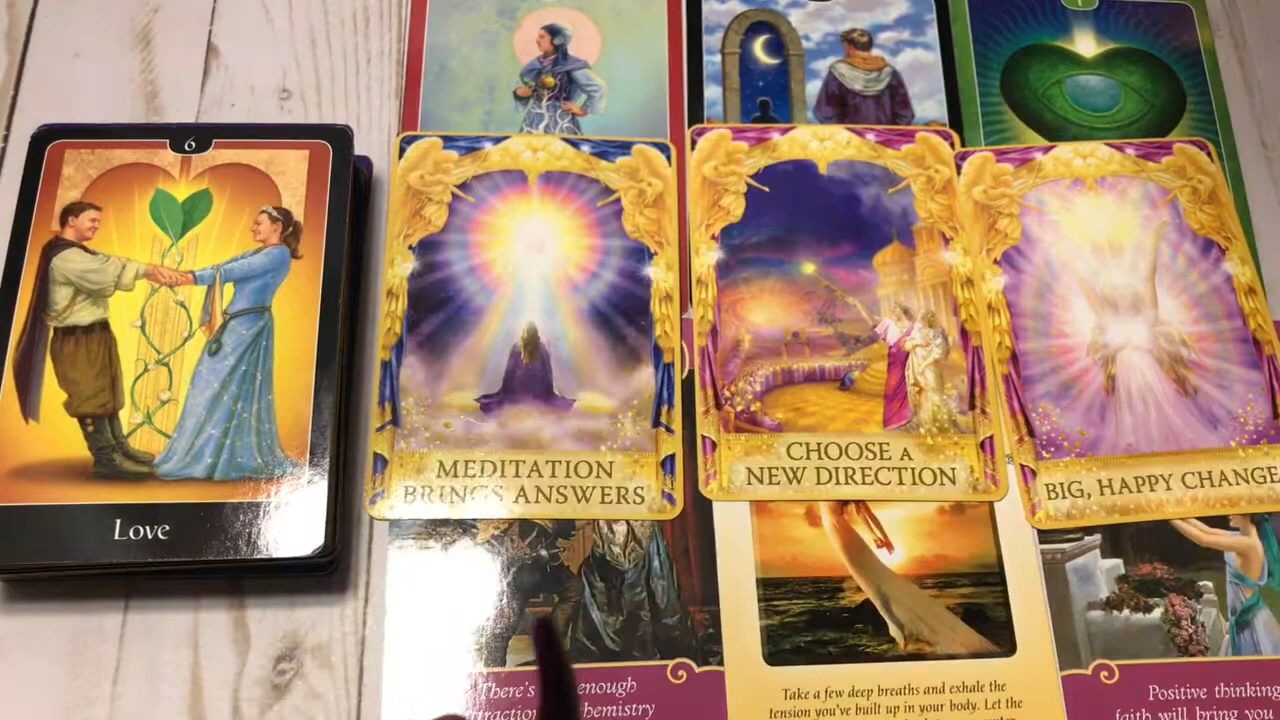 6
Love
MEDITATION
BRINGS ANSWERS
CHOOSE A
NEW DIRECTION
BIG, HAPPY CHANGE
There's enough
chemistry
Take a few deep breaths and exhale the
tension you've built up in your body. Let the
Positive thinking
faith will bring you